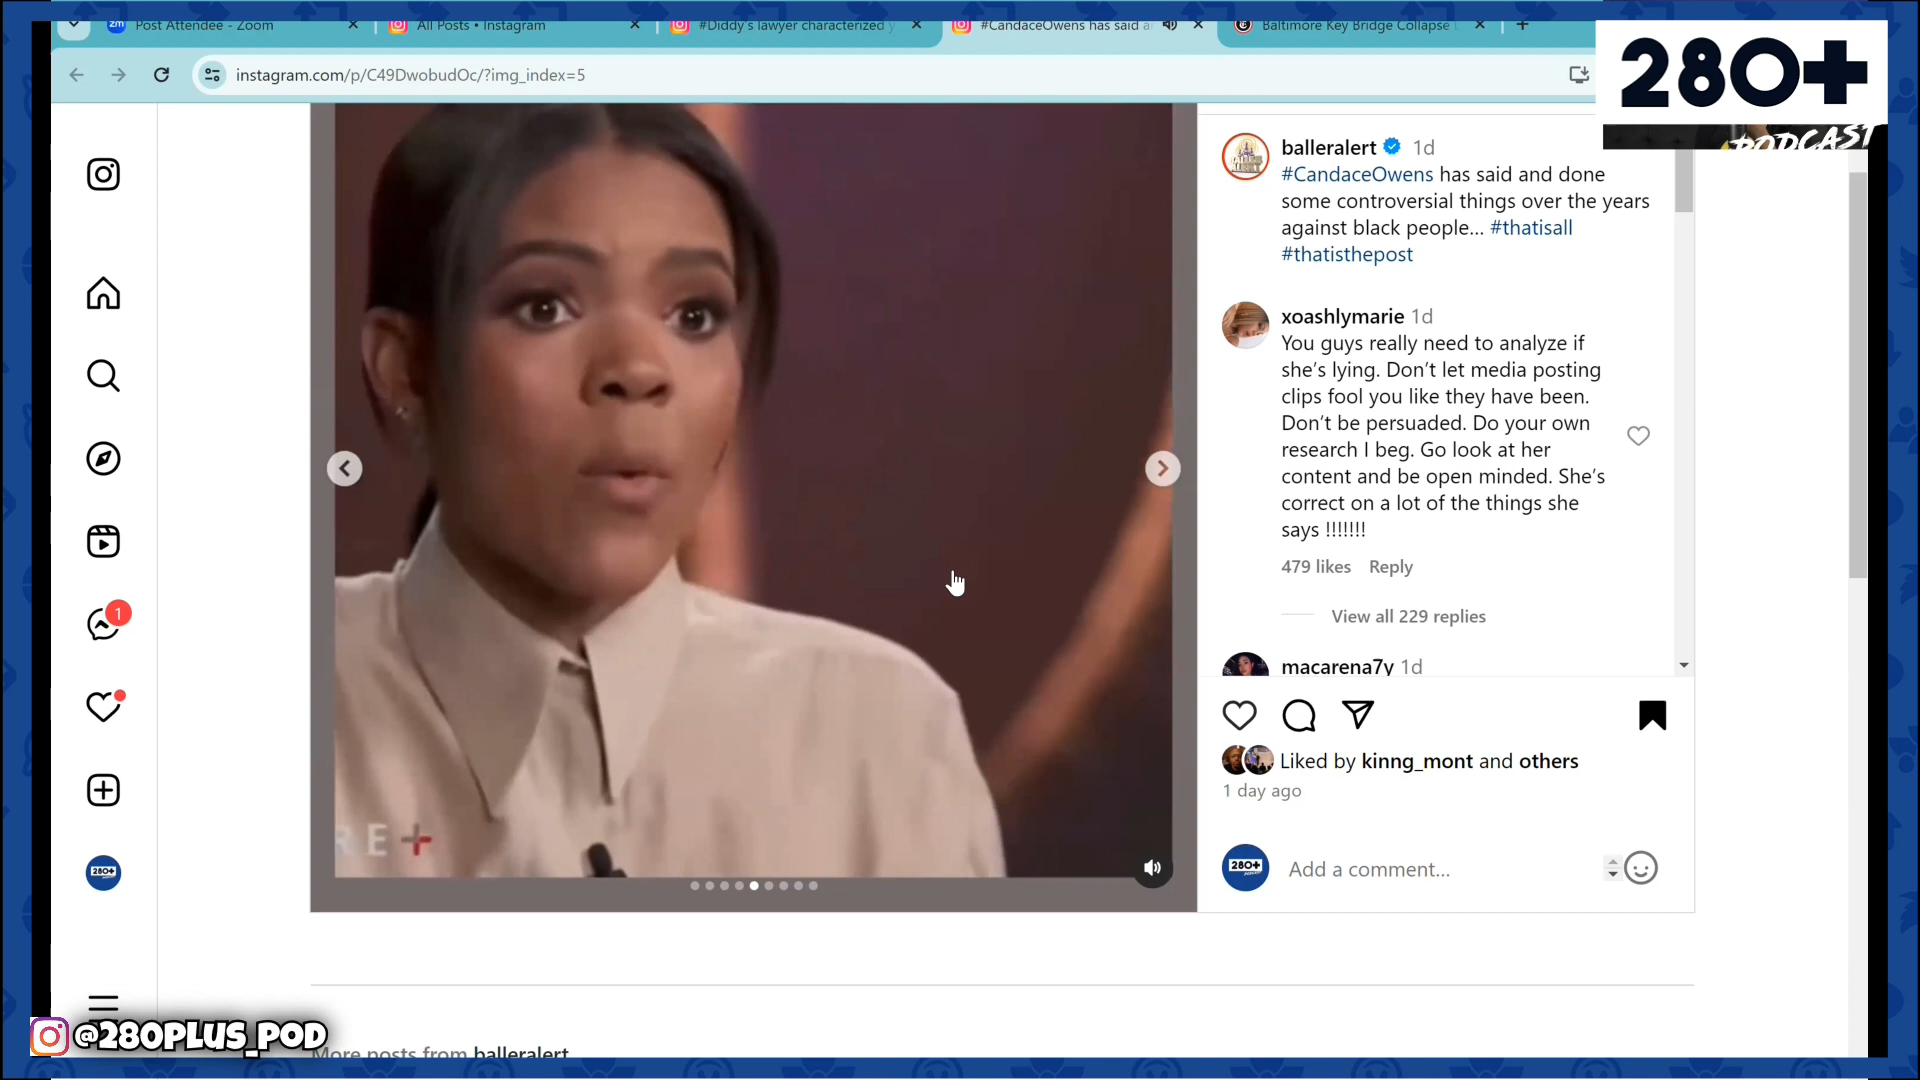 Post Attendee - Zoom
All Posts • Instagram
#Diddy's lawyer characterized
#CandaceOwens has said a
Baltimore Key Bridge Collapse
instagram.com/p/C49DwobudOc/?img_index=5
280+
PODCAST
balleralert 1d
#CandaceOwens has said and done
some controversial things over the years
against black people... #thatisall
#thatisthepost
xoashlymarie 1d
You guys really need to analyze if
she's lying. Don't let media posting
clips fool you like they have been.
Don't be persuaded. Do your own
research I beg. Go look at her
content and be open minded. She's
correct on a lot of the things she
says !!!!!!!
479 likes Reply
View all 229 replies
macarena7y 1d
Liked by kinng_mont and others
1 day ago
280+
Add a comment...
RE+
1
280+
@280PLUS_POD
More posts from balleralert